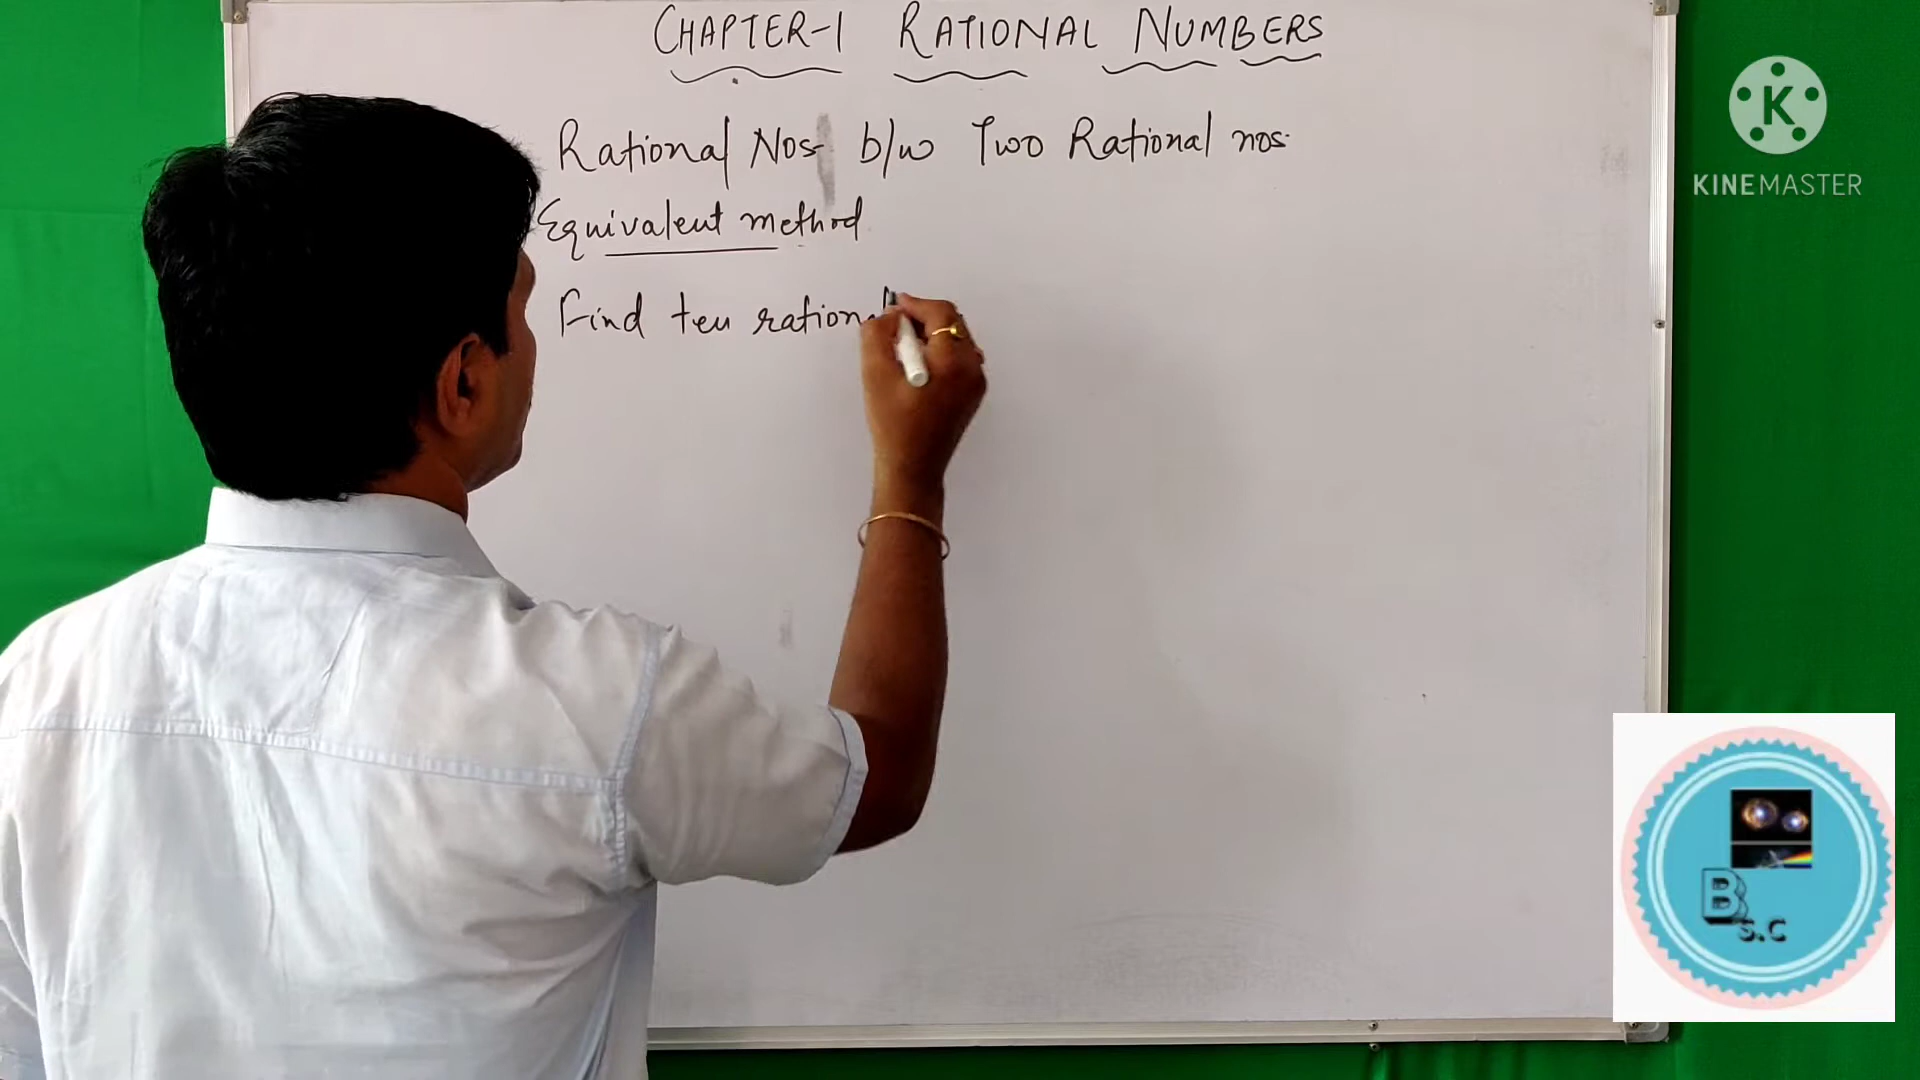 CHAPTER-1 RATIONAL NUMBERS
Rational Nos b/w Two Rational nos.
Equivalent method
Find ten rational
KINEMASTER
K
B
S.C